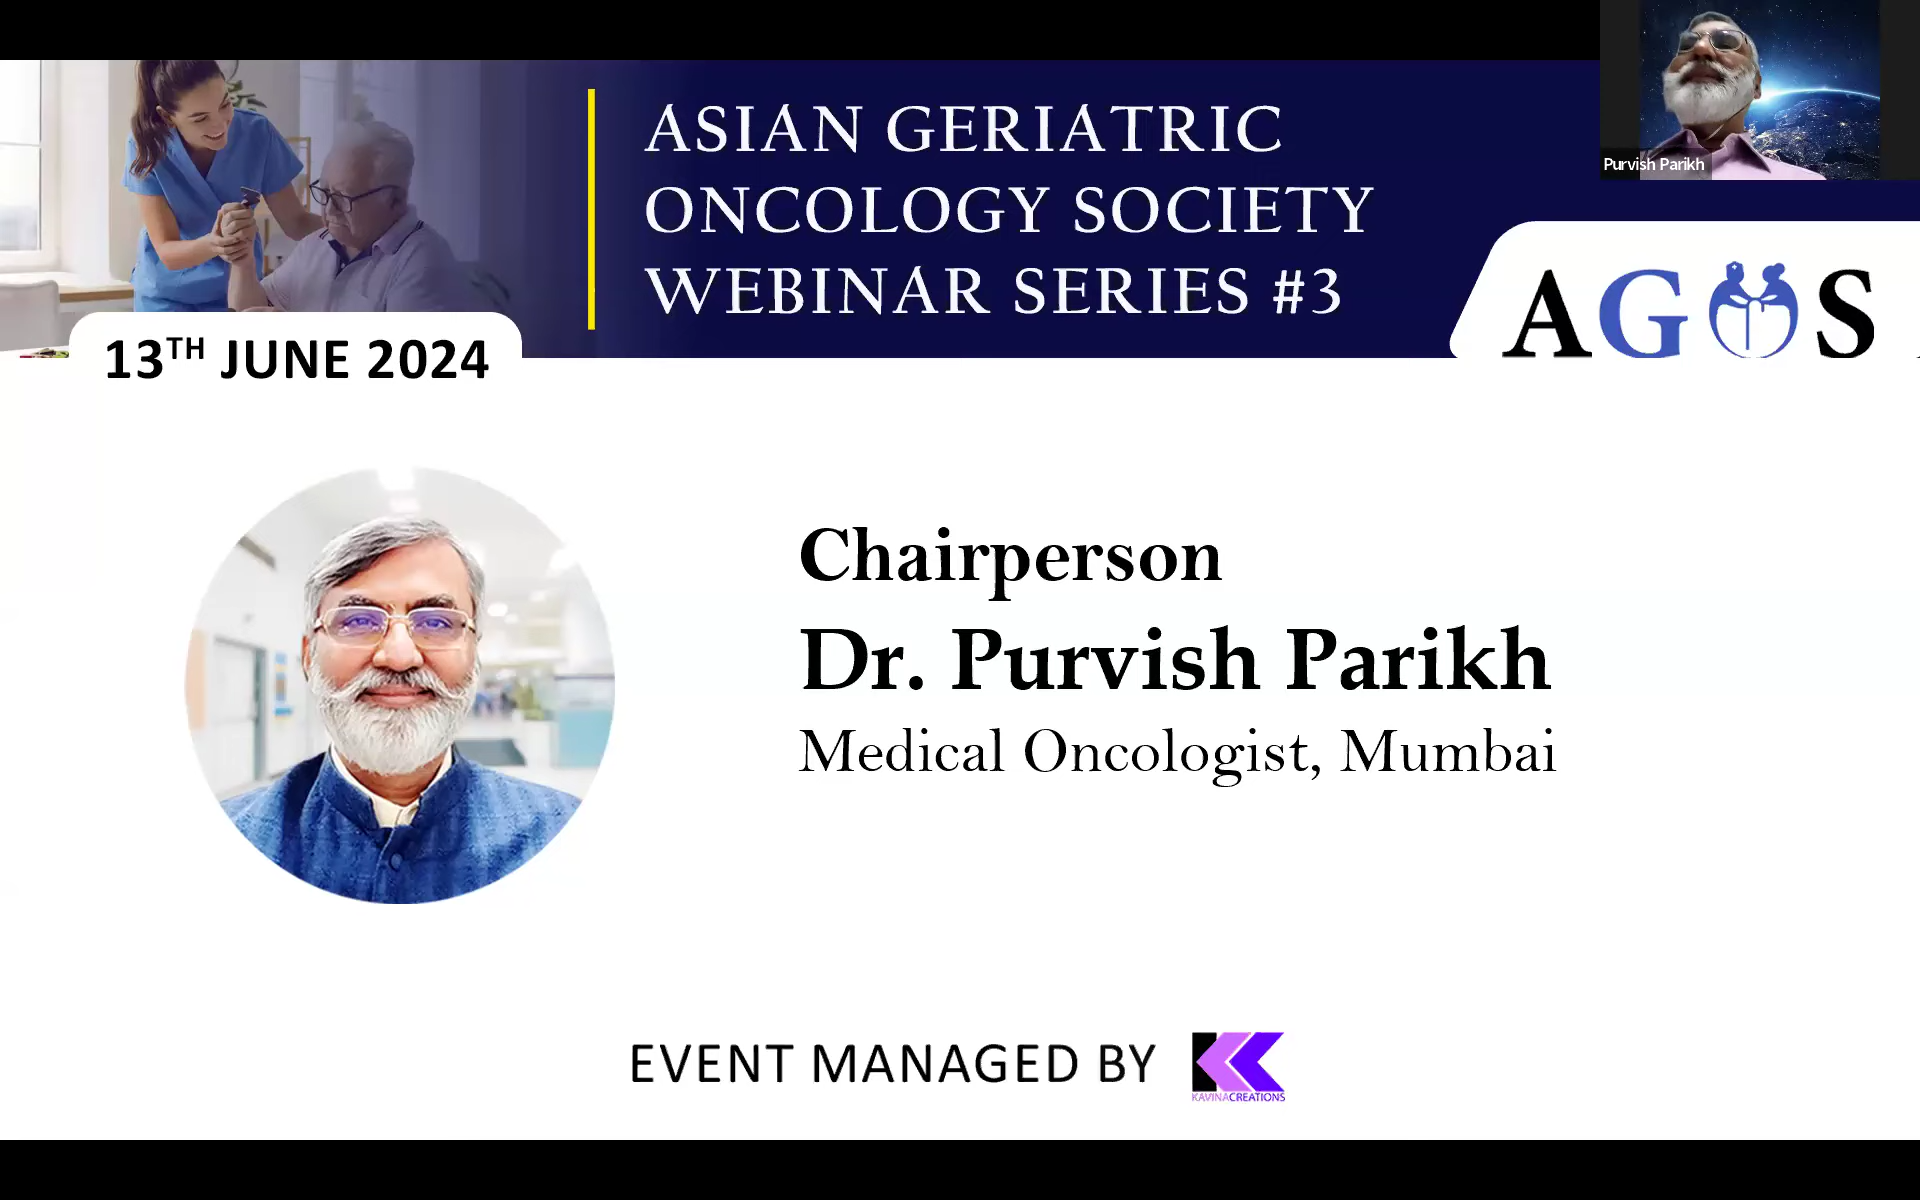 Purvish Parikh
ASIAN GERIATRIC
ONCOLOGY SOCIETY
WEBINAR SERIES #3
AGOS
13TH JUNE 2024
Chairperson
Dr. Purvish Parikh
Medical Oncologist, Mumbai
EVENT MANAGED BY
KAVINACREATIONS